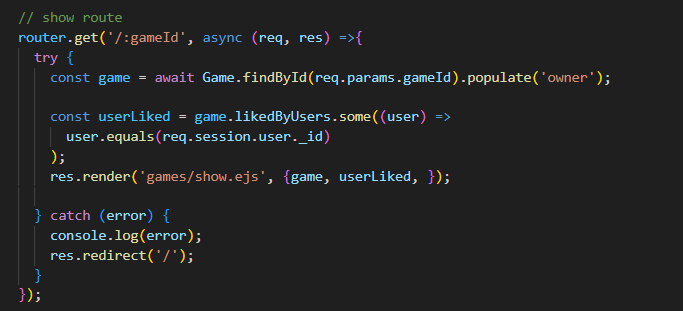 // show route
router.get('/:gameId', async (req, res) =>{
  try {
    const game = await Game.findById(req.params.gameId).populate('owner');
    const userLiked = game.likedByUsers.some((user) =>
      user.equals(req.session.user._id)
    );
    res.render('games/show.ejs', {game, userLiked, });
  } catch (error) {
    console.log(error);
    res.redirect('/');
  }
});